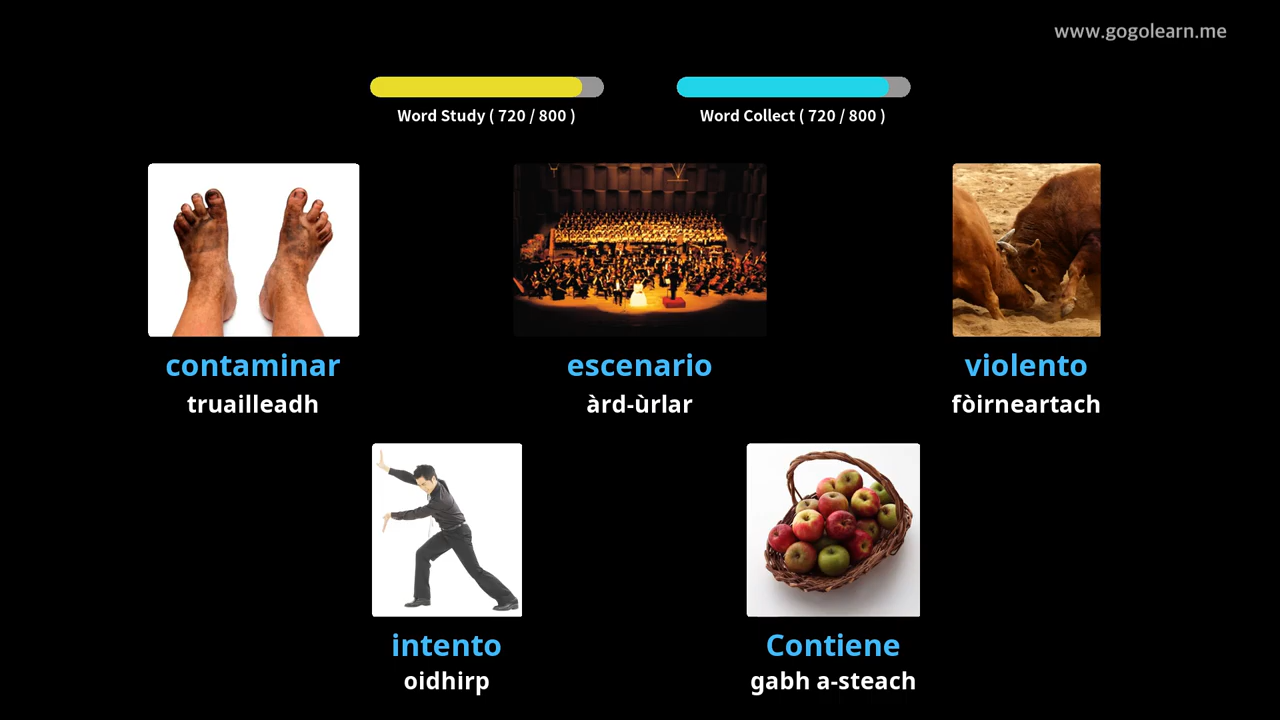 www.gogolearn.me
Word Study ( 720 / 800 )
Word Collect ( 720 / 800 )
contaminar
truailleadh
escenario
àrd-ùrlar
violento
fòirneartach
intento
oidhirp
Contiene
gabh a-steach